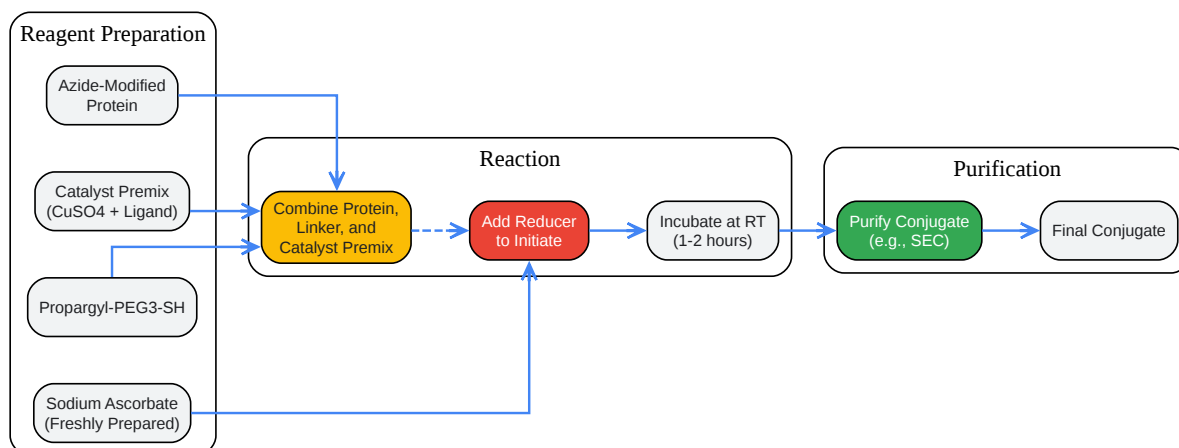 Reagent Preparation
Azide-Modified
Protein
Catalyst Premix
(CuSO4 + Ligand)
Propargyl-PEG3-SH
Sodium Ascorbate
(Freshly Prepared)
Reaction
Combine Protein,
Linker, and
Catalyst Premix
Add Reducer
to Initiate
Incubate at RT
(1-2 hours)
Purification
Purify Conjugate
(e.g., SEC)
Final Conjugate